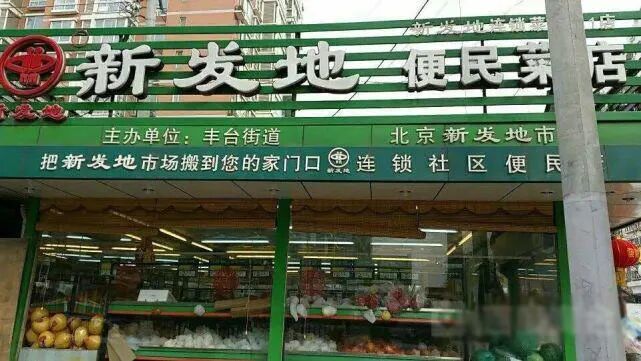 新发地连锁菜
新发地 便民菜店
新发地
主办单位：丰台街道 北京新发地市
把新发地市场搬到您的家门口 新发地 连锁社区便民